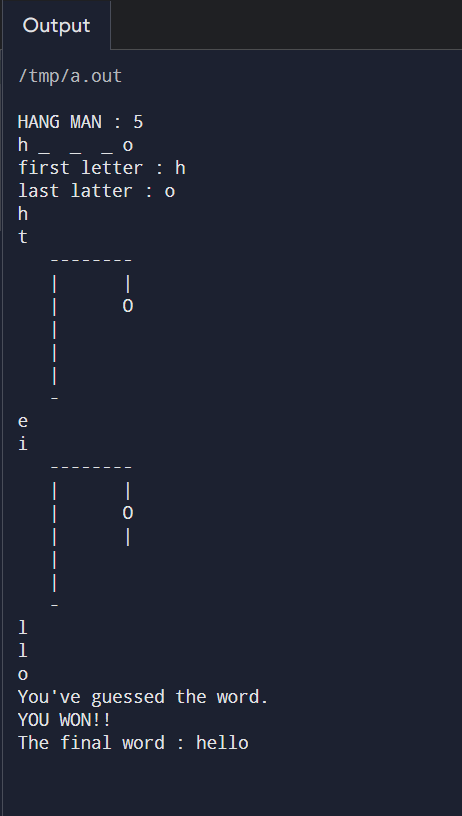 Output
/tmp/a.out
HANG MAN : 5
h _  _  _ o
first letter : h
last latter : o
h
t
   --------
   |      |
   |      O
   |
   |
   |
   -
e
i
   --------
   |      |
   |      O
   |      |
   |
   |
   -
l
l
o
You've guessed the word.
YOU WON!!
The final word : hello